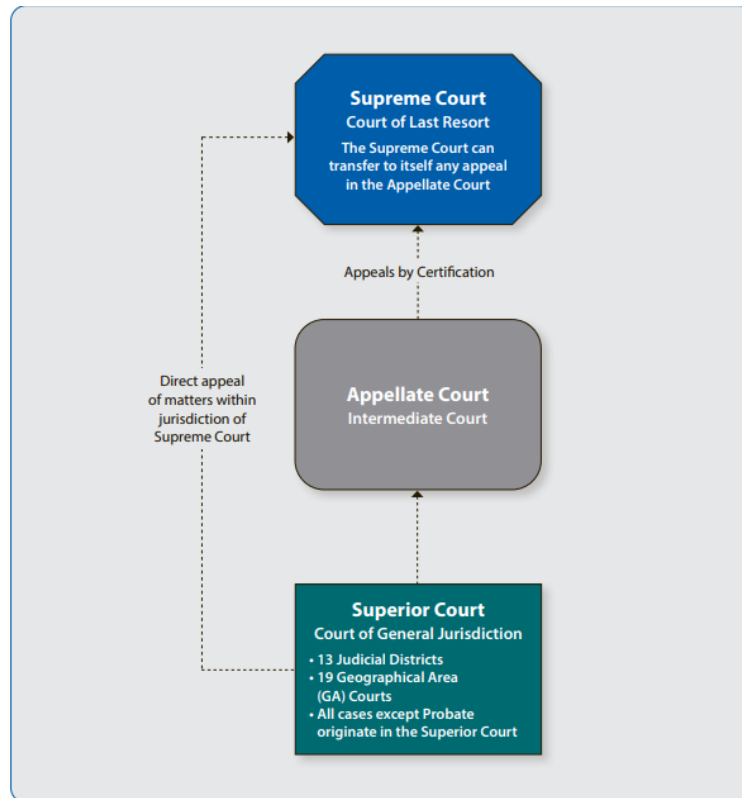 Supreme Court
Court of Last Resort
The Supreme Court can
transfer to itself any appeal
in the Appellate Court
Appeals by Certification
Direct appeal
of matters within
jurisdiction of
Supreme Court
Appellate Court
Intermediate Court
Superior Court
Court of General Jurisdiction
• 13 Judicial Districts
• 19 Geographical Area
(GA) Courts
• All cases except Probate
originate in the Superior Court